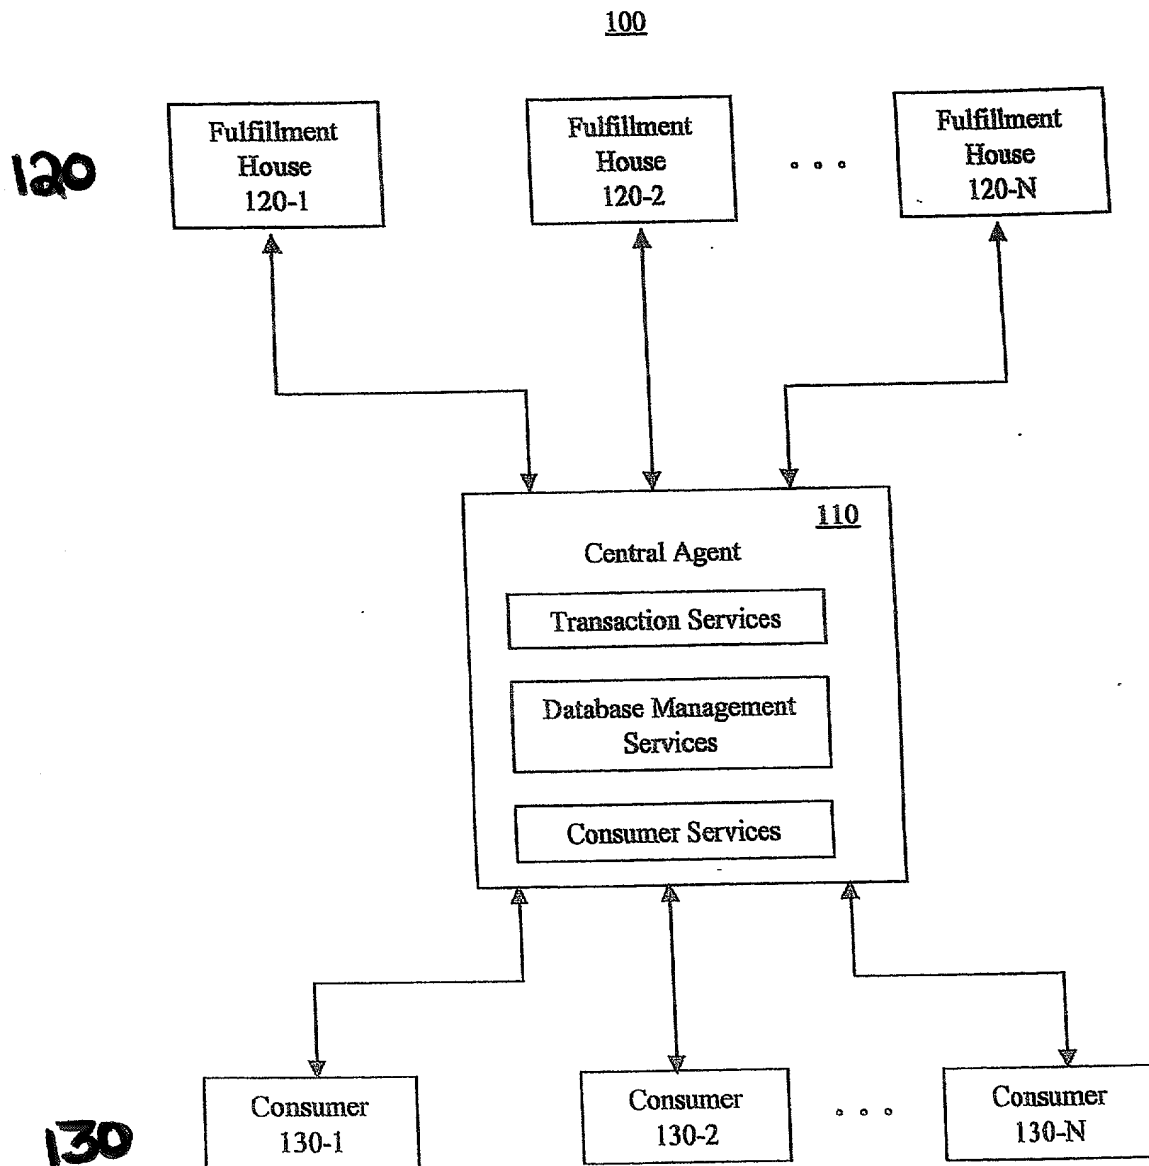 100
Fulfillment
House
120-1
Fulfillment
House
120-2
Fulfillment
House
120-N
120
110
Central Agent
Transaction Services
Database Management
Services
Consumer Services
Consumer
130-1
Consumer
130-2
Consumer
130-N
130